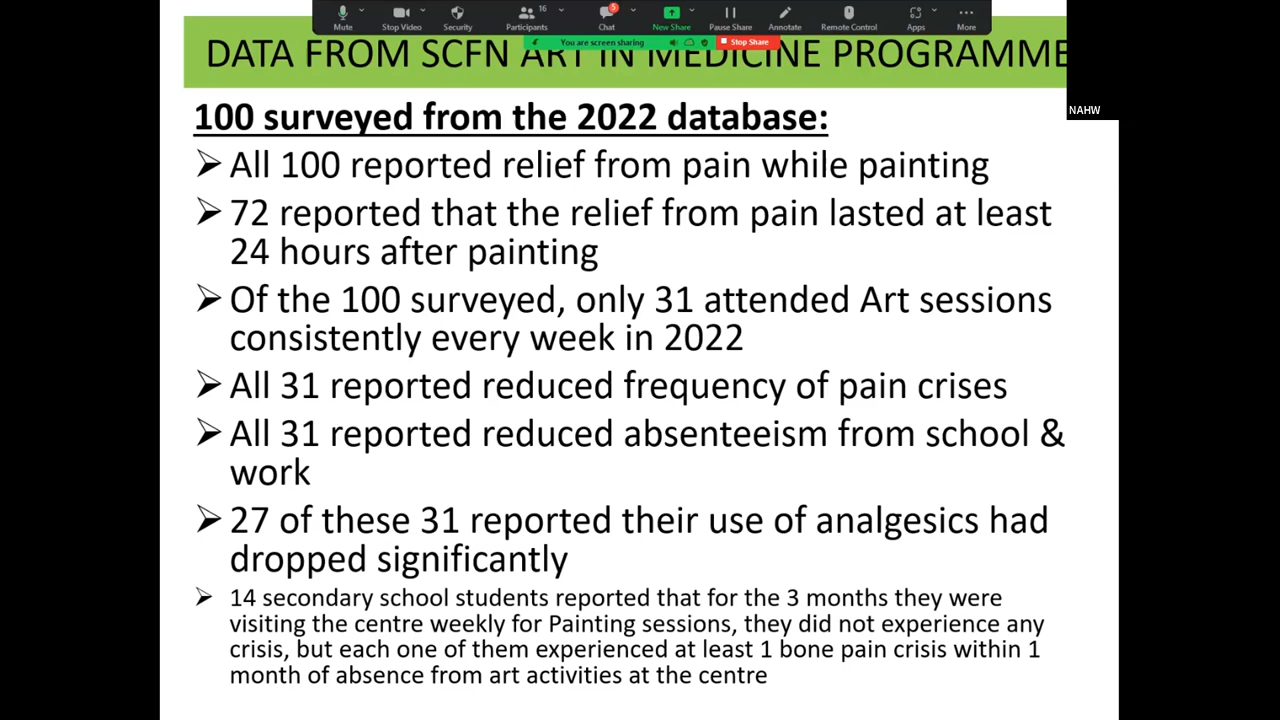 Mute
Stop Video
Security
Participants
16
Chat
5
New Share
Pause Share
Annotate
Remote Control
Apps
More
You are screen sharing
Stop Share
DATA FROM SCFN ART IN MEDICINE PROGRAMME
NAHW
100 surveyed from the 2022 database:
All 100 reported relief from pain while painting
72 reported that the relief from pain lasted at least
24 hours after painting
Of the 100 surveyed, only 31 attended Art sessions
consistently every week in 2022
All 31 reported reduced frequency of pain crises
All 31 reported reduced absenteeism from school &
work
27 of these 31 reported their use of analgesics had
dropped significantly
14 secondary school students reported that for the 3 months they were
visiting the centre weekly for Painting sessions, they did not experience any
crisis, but each one of them experienced at least 1 bone pain crisis within 1
month of absence from art activities at the centre